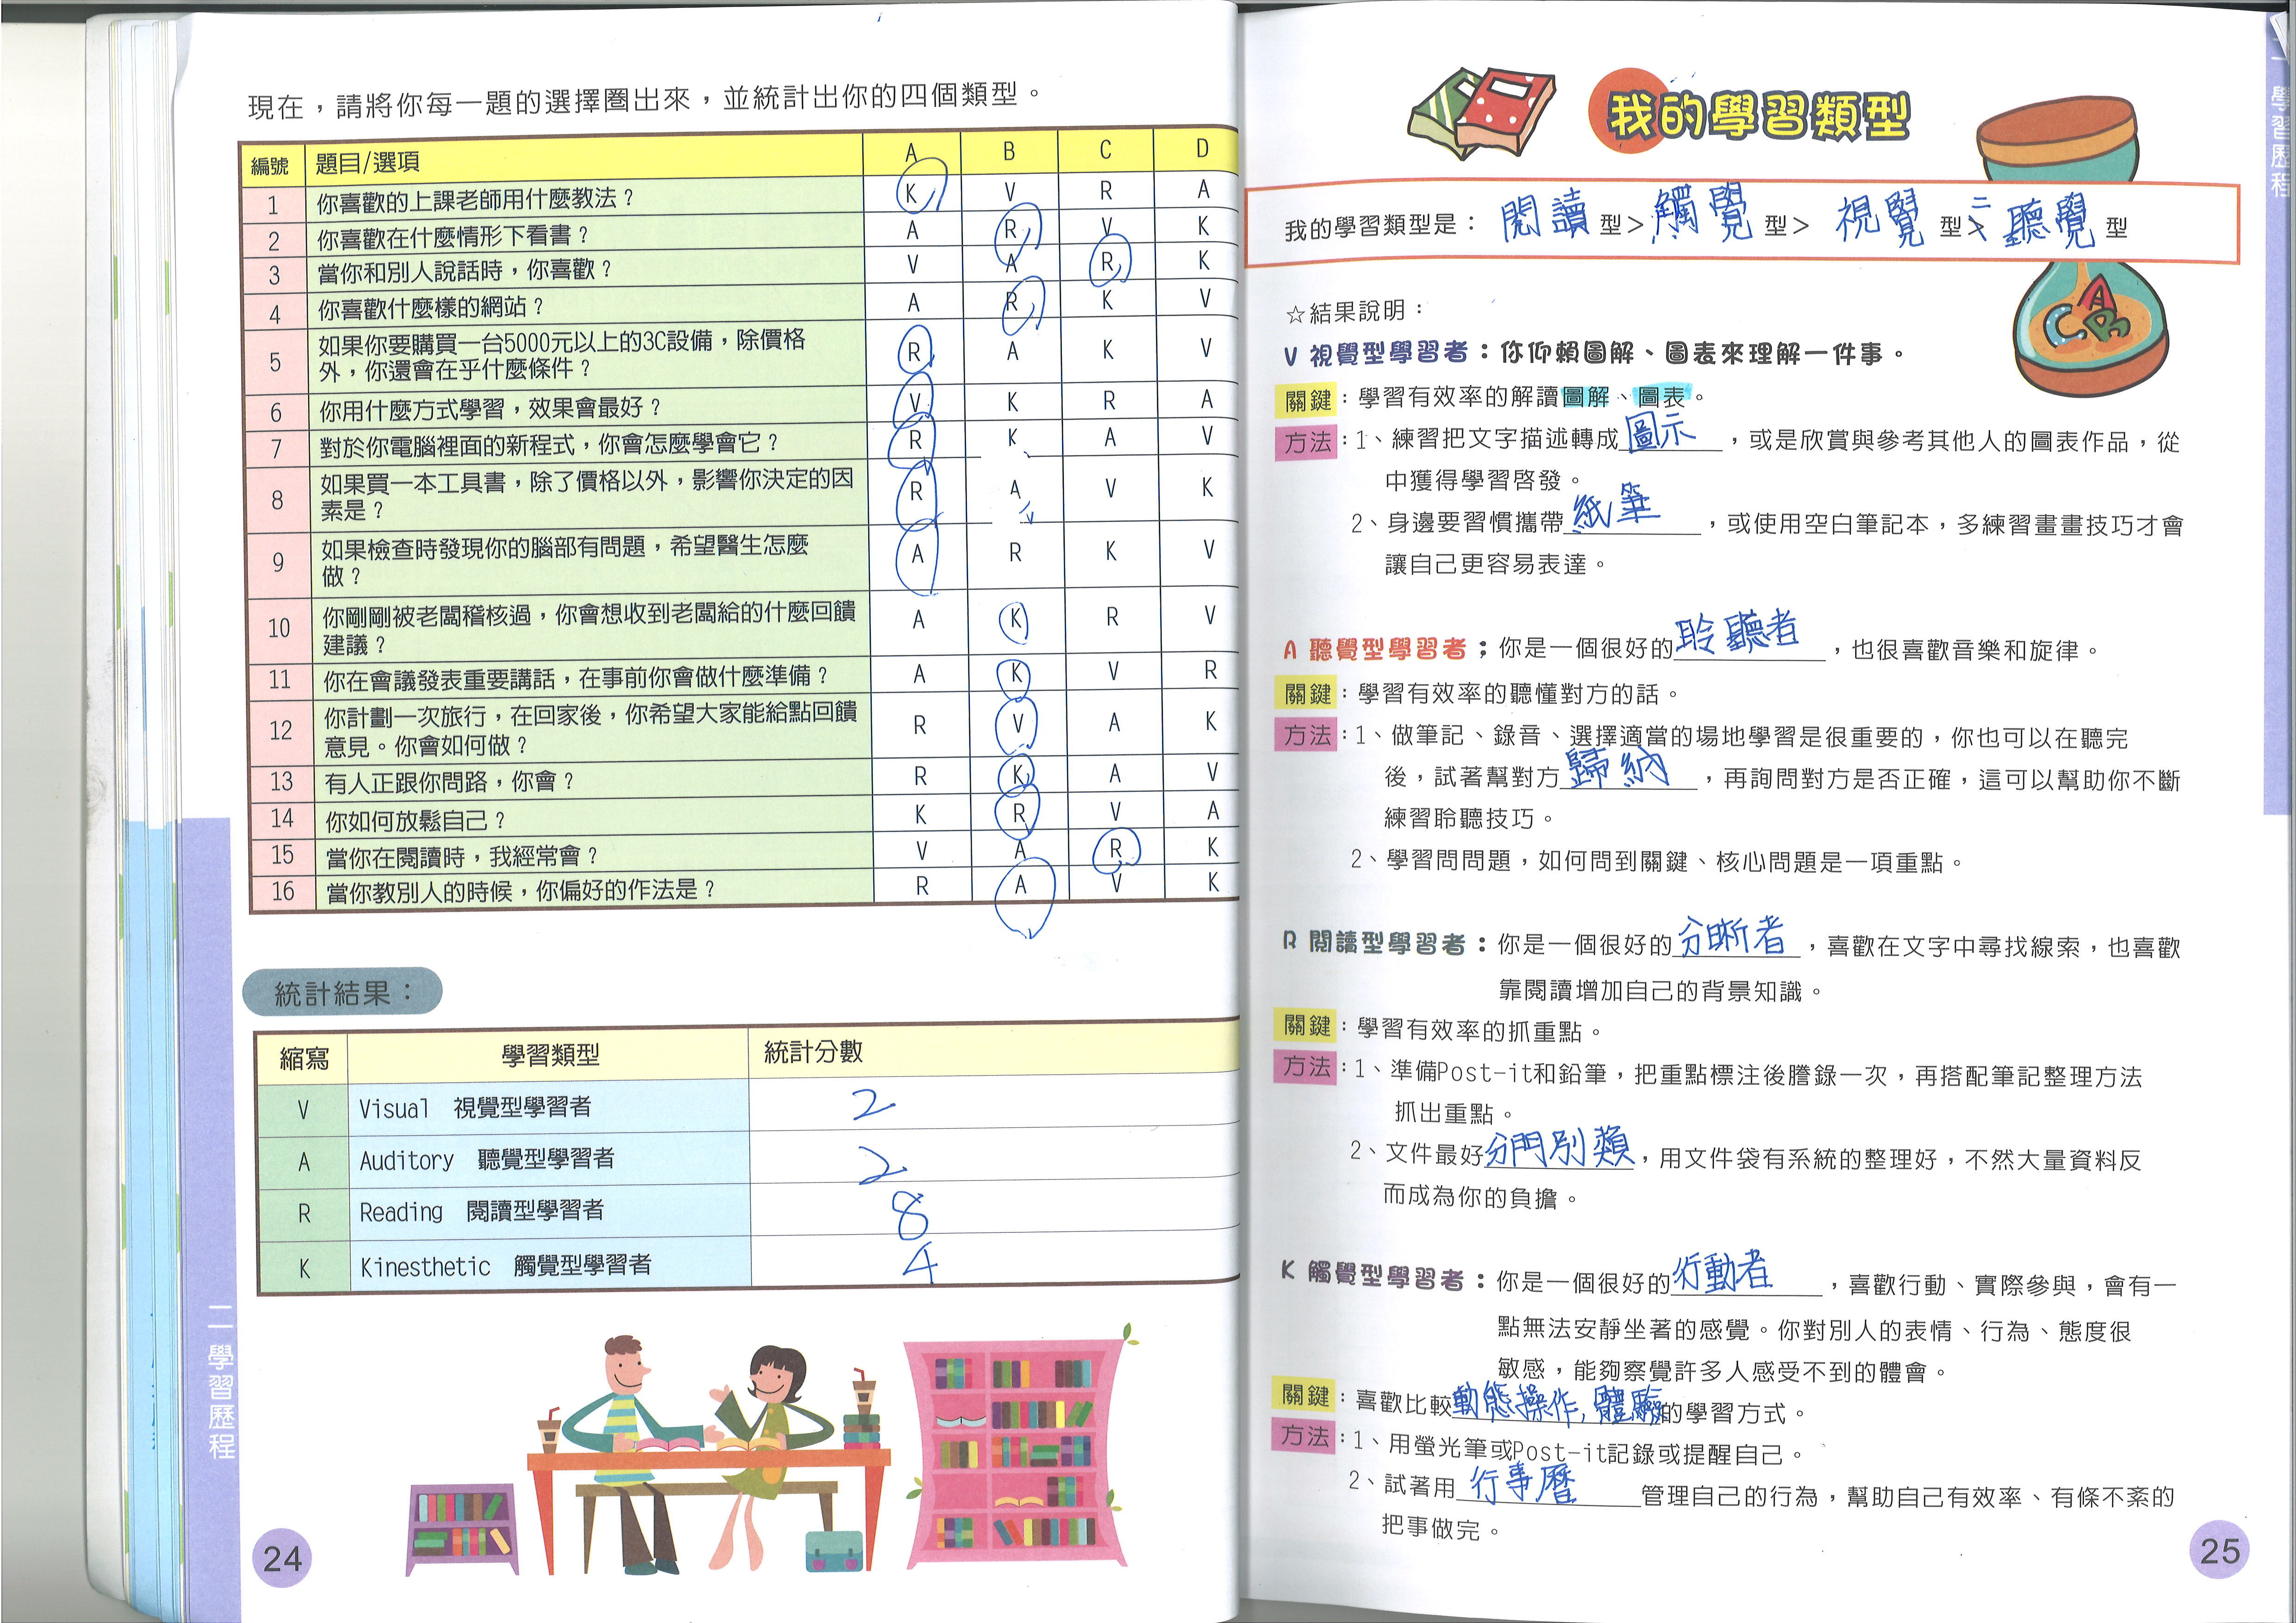 現在，請將你每一題的選擇圈出來，並統計出你的四個類型。
編號 題目/選項 A B C D
1 你喜歡的上課老師用什麼教法？ K V R A
2 你喜歡在什麼情形下看書？ A R V K
3 當你和別人說話時，你喜歡？ V A R K
4 你喜歡什麼樣的網站？ A R K V
5 如果你要購買一台5000元以上的3C設備，除價格
外，你還會在乎什麼條件？ R A K V
6 你用什麼方式學習，效果會最好？ V K R A
7 對於你電腦裡面的新程式，你會怎麼學會它？ R K A V
8 如果買一本工具書，除了價格以外，影響你決定的因
素是？ R A V K
9 如果檢查時發現你的腦部有問題，希望醫生怎麼
做？ A R K V
10 你剛剛被老闆稽核過，你會想收到老闆給的什麼回饋
建議？ A K R V
11 你在會議發表重要講話，在事前你會做什麼準備？ A K V R
12 你計劃一次旅行，在回家後，你希望大家能給點回饋
意見。你會如何做？ R V A K
13 有人正跟你問路，你會？ R K A V
14 你如何放鬆自己？ K R V A
15 當你在閱讀時，我經常會？ V A R K
16 當你教別人的時候，你偏好的作法是？ R A V K
統計結果：
縮寫 學習類型 統計分數
V Visual 視覺型學習者 2
A Auditory 聽覺型學習者 2
R Reading 閱讀型學習者 8
K Kinesthetic 觸覺型學習者 4
二 學習歷程
24
我的學習類型
我的學習類型是：閱讀型>觸覺型>視覺型=聽覺型
☆結果說明：
V 視覺型學習者：你仰賴圖解、圖表來理解一件事。
關鍵：學習有效率的解讀圖解、圖表。
方法：1、練習把文字描述轉成圖示，或是欣賞與參考其他人的圖表作品，從
中獲得學習啓發。
2、身邊要習慣攜帶紙筆，或使用空白筆記本，多練習畫畫技巧才會
讓自己更容易表達。
A 聽覺型學習者；你是一個很好的聆聽者，也很喜歡音樂和旋律。
關鍵：學習有效率的聽懂對方的話。
方法：1、做筆記、錄音、選擇適當的場地學習是很重要的，你也可以在聽完
後，試著幫對方歸納，再詢問對方是否正確，這可以幫助你不斷
練習聆聽技巧。
2、學習問問題，如何問到關鍵、核心問題是一項重點。
R 閱讀型學習者：你是一個很好的分晰者，喜歡在文字中尋找線索，也喜歡
靠閱讀增加自己的背景知識。
關鍵：學習有效率的抓重點。
方法：1、準備Post-it和鉛筆，把重點標注後謄錄一次，再搭配筆記整理方法
抓出重點。
2、文件最好分門別類，用文件袋有系統的整理好，不然大量資料反
而成為你的負擔。
K 觸覺型學習者：你是一個很好的行動者，喜歡行動、實際參與，會有一
點無法安靜坐著的感覺。你對別人的表情、行為、態度很
敏感，能夠察覺許多人感受不到的體會。
關鍵：喜歡比較動態操作,體驗的學習方式。
方法：1、用螢光筆或Post-it記錄或提醒自己。
2、試著用行事曆管理自己的行為，幫助自己有效率、有條不紊的
把事做完。
學習歷程
25